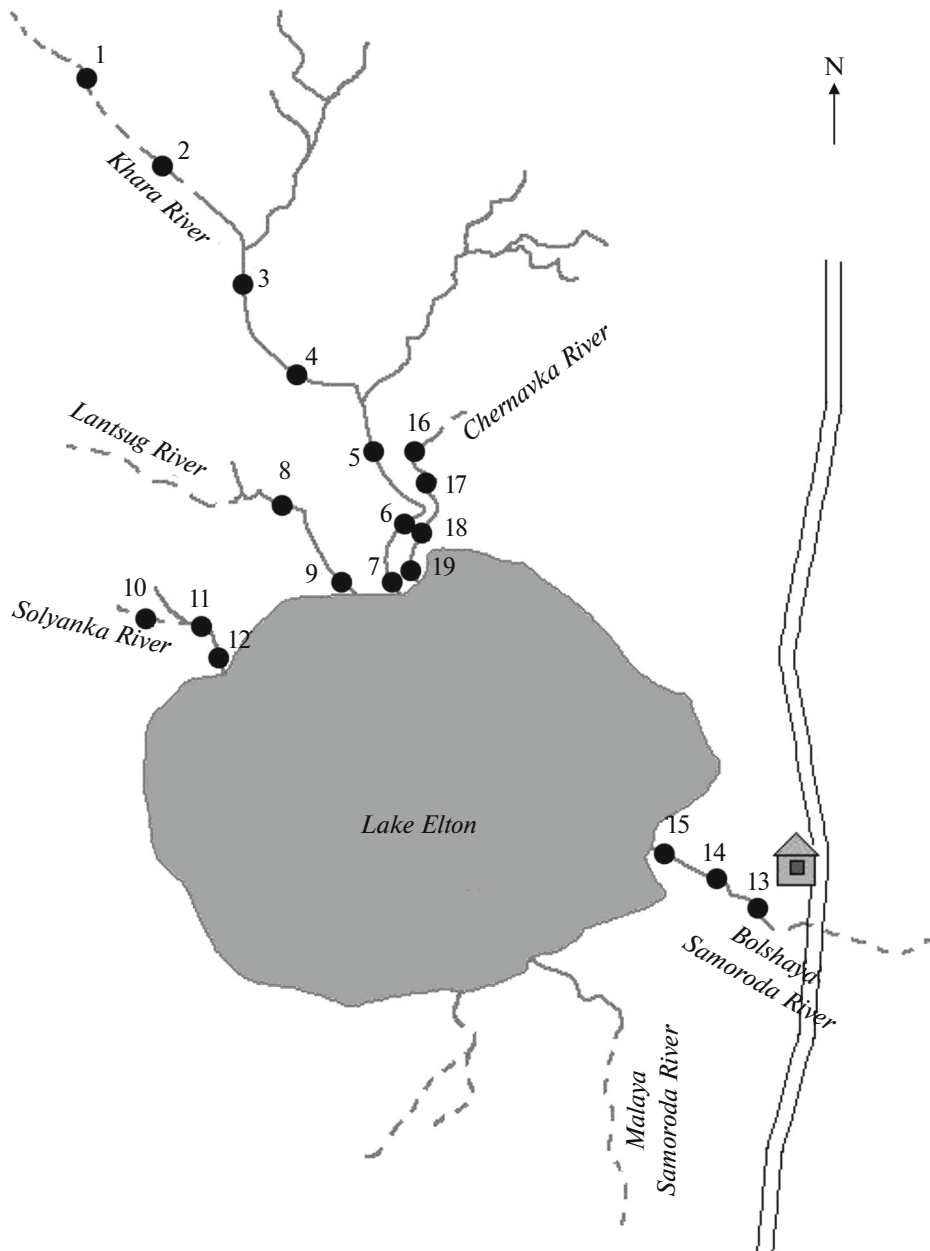 1
N
2
Khara River
3
4
Chernavka River
16
Lantsug River
5
8
17
6
18
9
7
19
10
11
Solyanka River
12
Lake Elton
15
14
13
Bolshaya
Samoroda River
Malaya
Samoroda River